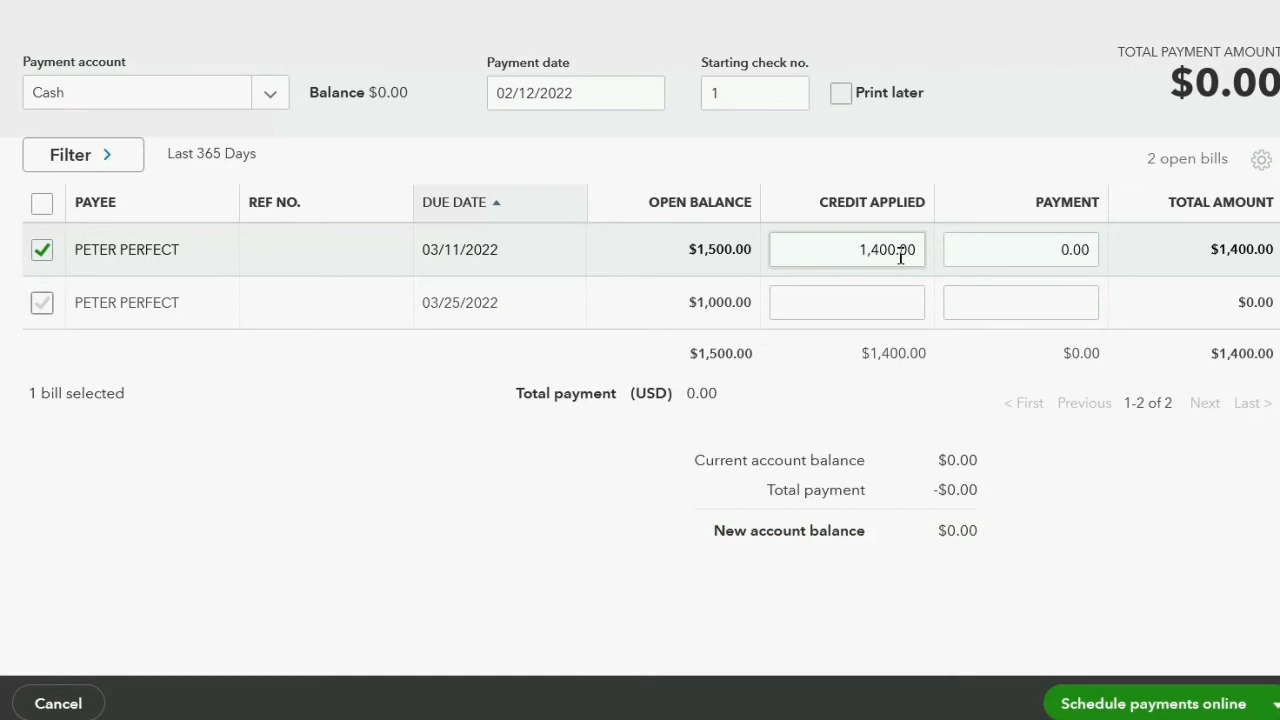 TOTAL PAYMENT AMOUNT
Payment account Payment date Starting check no.
$0.00
Cash Balance $0.00 02/12/2022 1 Print later
Filter > Last 365 Days 2 open bills
PAYEE REF NO. DUE DATE OPEN BALANCE CREDIT APPLIED PAYMENT TOTAL AMOUNT
PETER PERFECT 03/11/2022 $1,500.00 1,400.00 0.00 $1,400.00
PETER PERFECT 03/25/2022 $1,000.00 $0.00
$1,500.00 $1,400.00 $0.00 $1,400.00
1 bill selected Total payment (USD) 0.00
< First Previous 1-2 of 2 Next Last >
Current account balance $0.00
Total payment -$0.00
New account balance $0.00
Cancel Schedule payments online